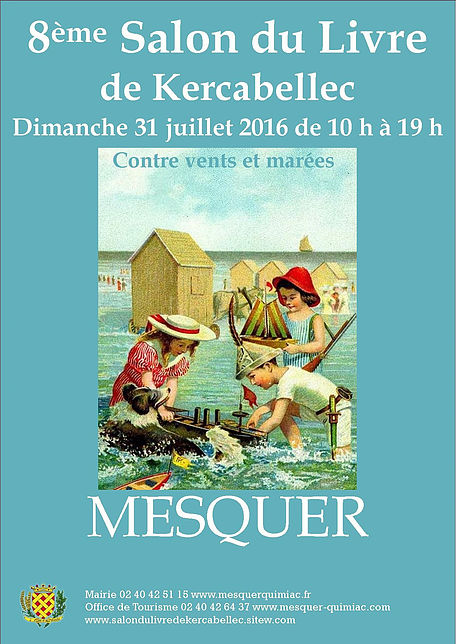 8ème Salon du Livre
de Kercabellec
Dimanche 31 juillet 2016 de 10 h à 19 h
Contre vents et marées
MESQUER
Mairie 02 40 42 51 15 www.mesquerquimiac.fr
Office de Tourisme 02 40 42 64 37 www.mesquer-quimiac.com
www.salondulivredekercabellec.sitew.com